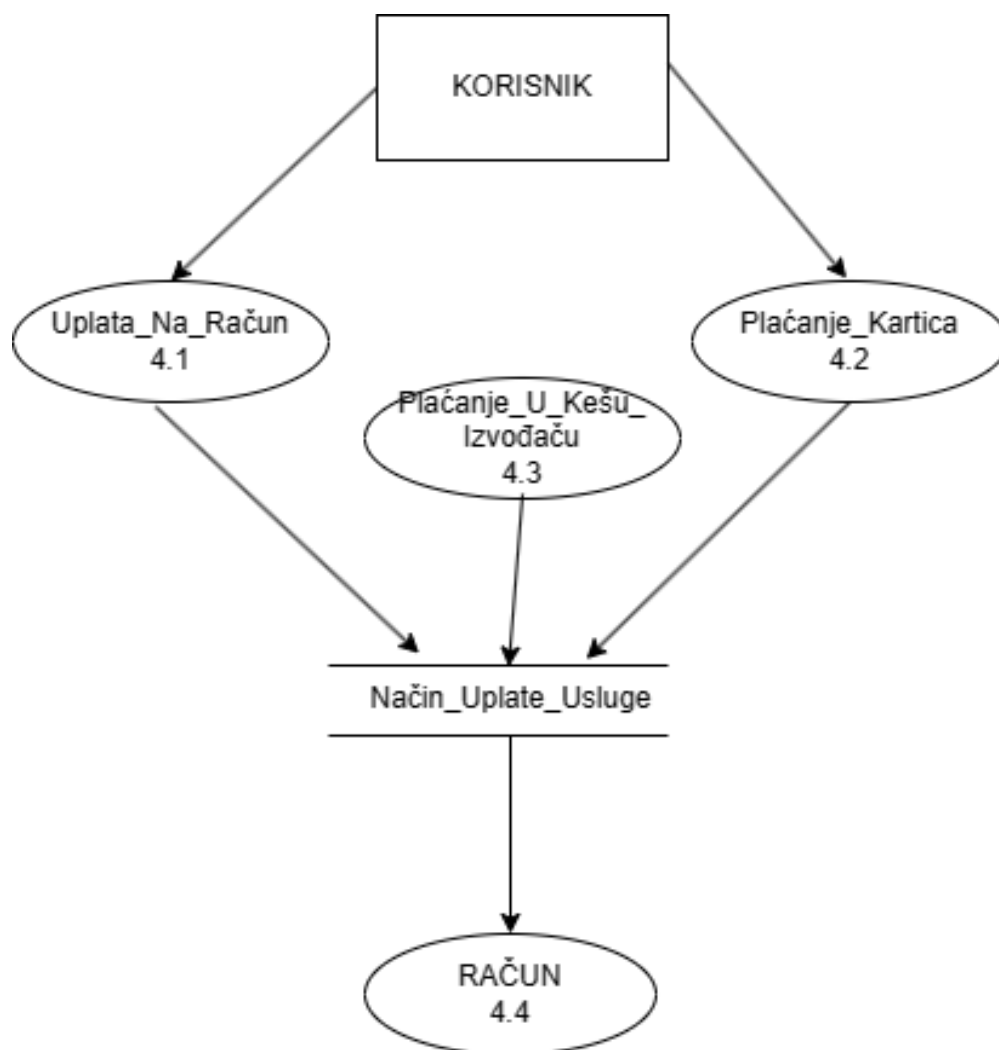 KORISNIK
Uplata_Na_Račun
4.1
Plaćanje_Kartica
4.2
Plaćanje_U_Kešu_
Izvođaču
4.3
Način_Uplate_Usluge
RAČUN
4.4